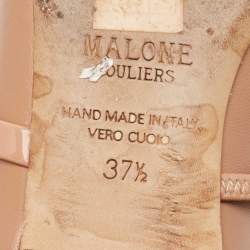 MALONE
SOULIERS
HAND MADE IN ITALY
VERO CUOIO
37½